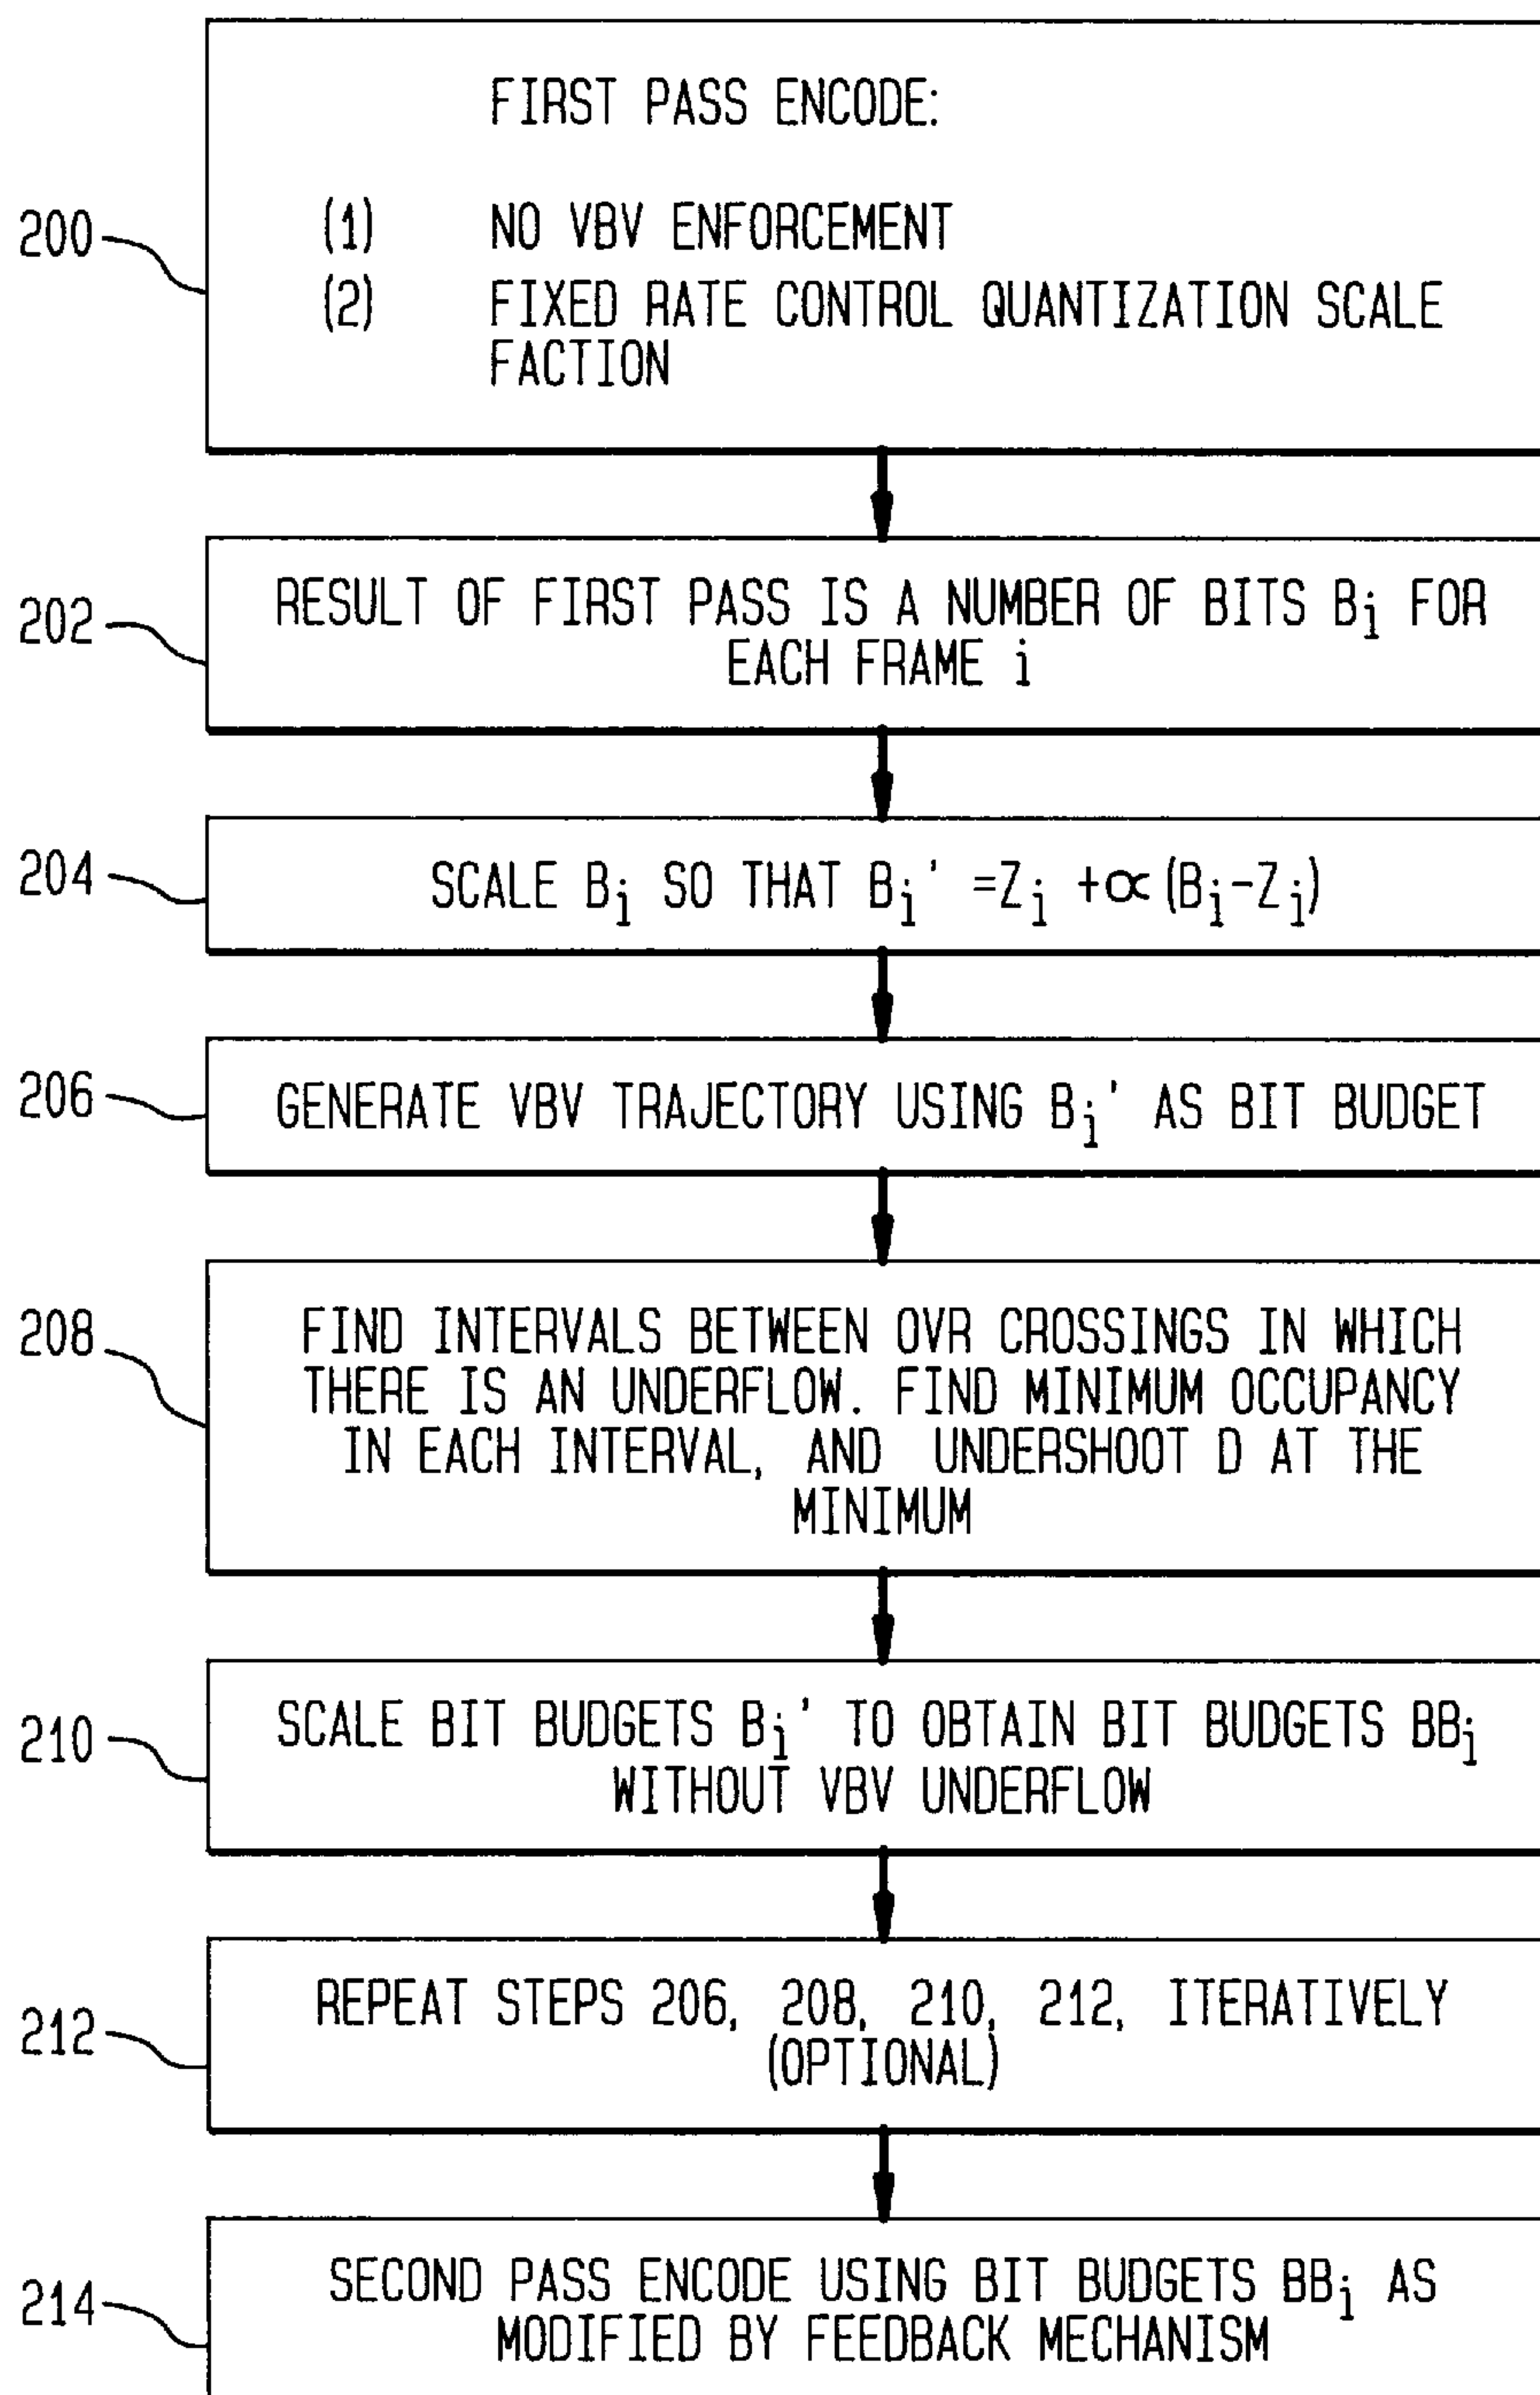 FIRST PASS ENCODE:
200
(1) NO VBV ENFORCEMENT
(2) FIXED RATE CONTROL QUANTIZATION SCALE
FACTION
202
RESULT OF FIRST PASS IS A NUMBER OF BITS Bi FOR
EACH FRAME i
204
SCALE Bi SO THAT Bi' =Zi +∝(Bi-Zi)
206
GENERATE VBV TRAJECTORY USING Bi' AS BIT BUDGET
208
FIND INTERVALS BETWEEN OVR CROSSINGS IN WHICH
THERE IS AN UNDERFLOW. FIND MINIMUM OCCUPANCY
IN EACH INTERVAL, AND UNDERSHOOT D AT THE
MINIMUM
210
SCALE BIT BUDGETS Bi' TO OBTAIN BIT BUDGETS BBi
WITHOUT VBV UNDERFLOW
212
REPEAT STEPS 206, 208, 210, 212, ITERATIVELY
(OPTIONAL)
214
SECOND PASS ENCODE USING BIT BUDGETS BBi AS
MODIFIED BY FEEDBACK MECHANISM